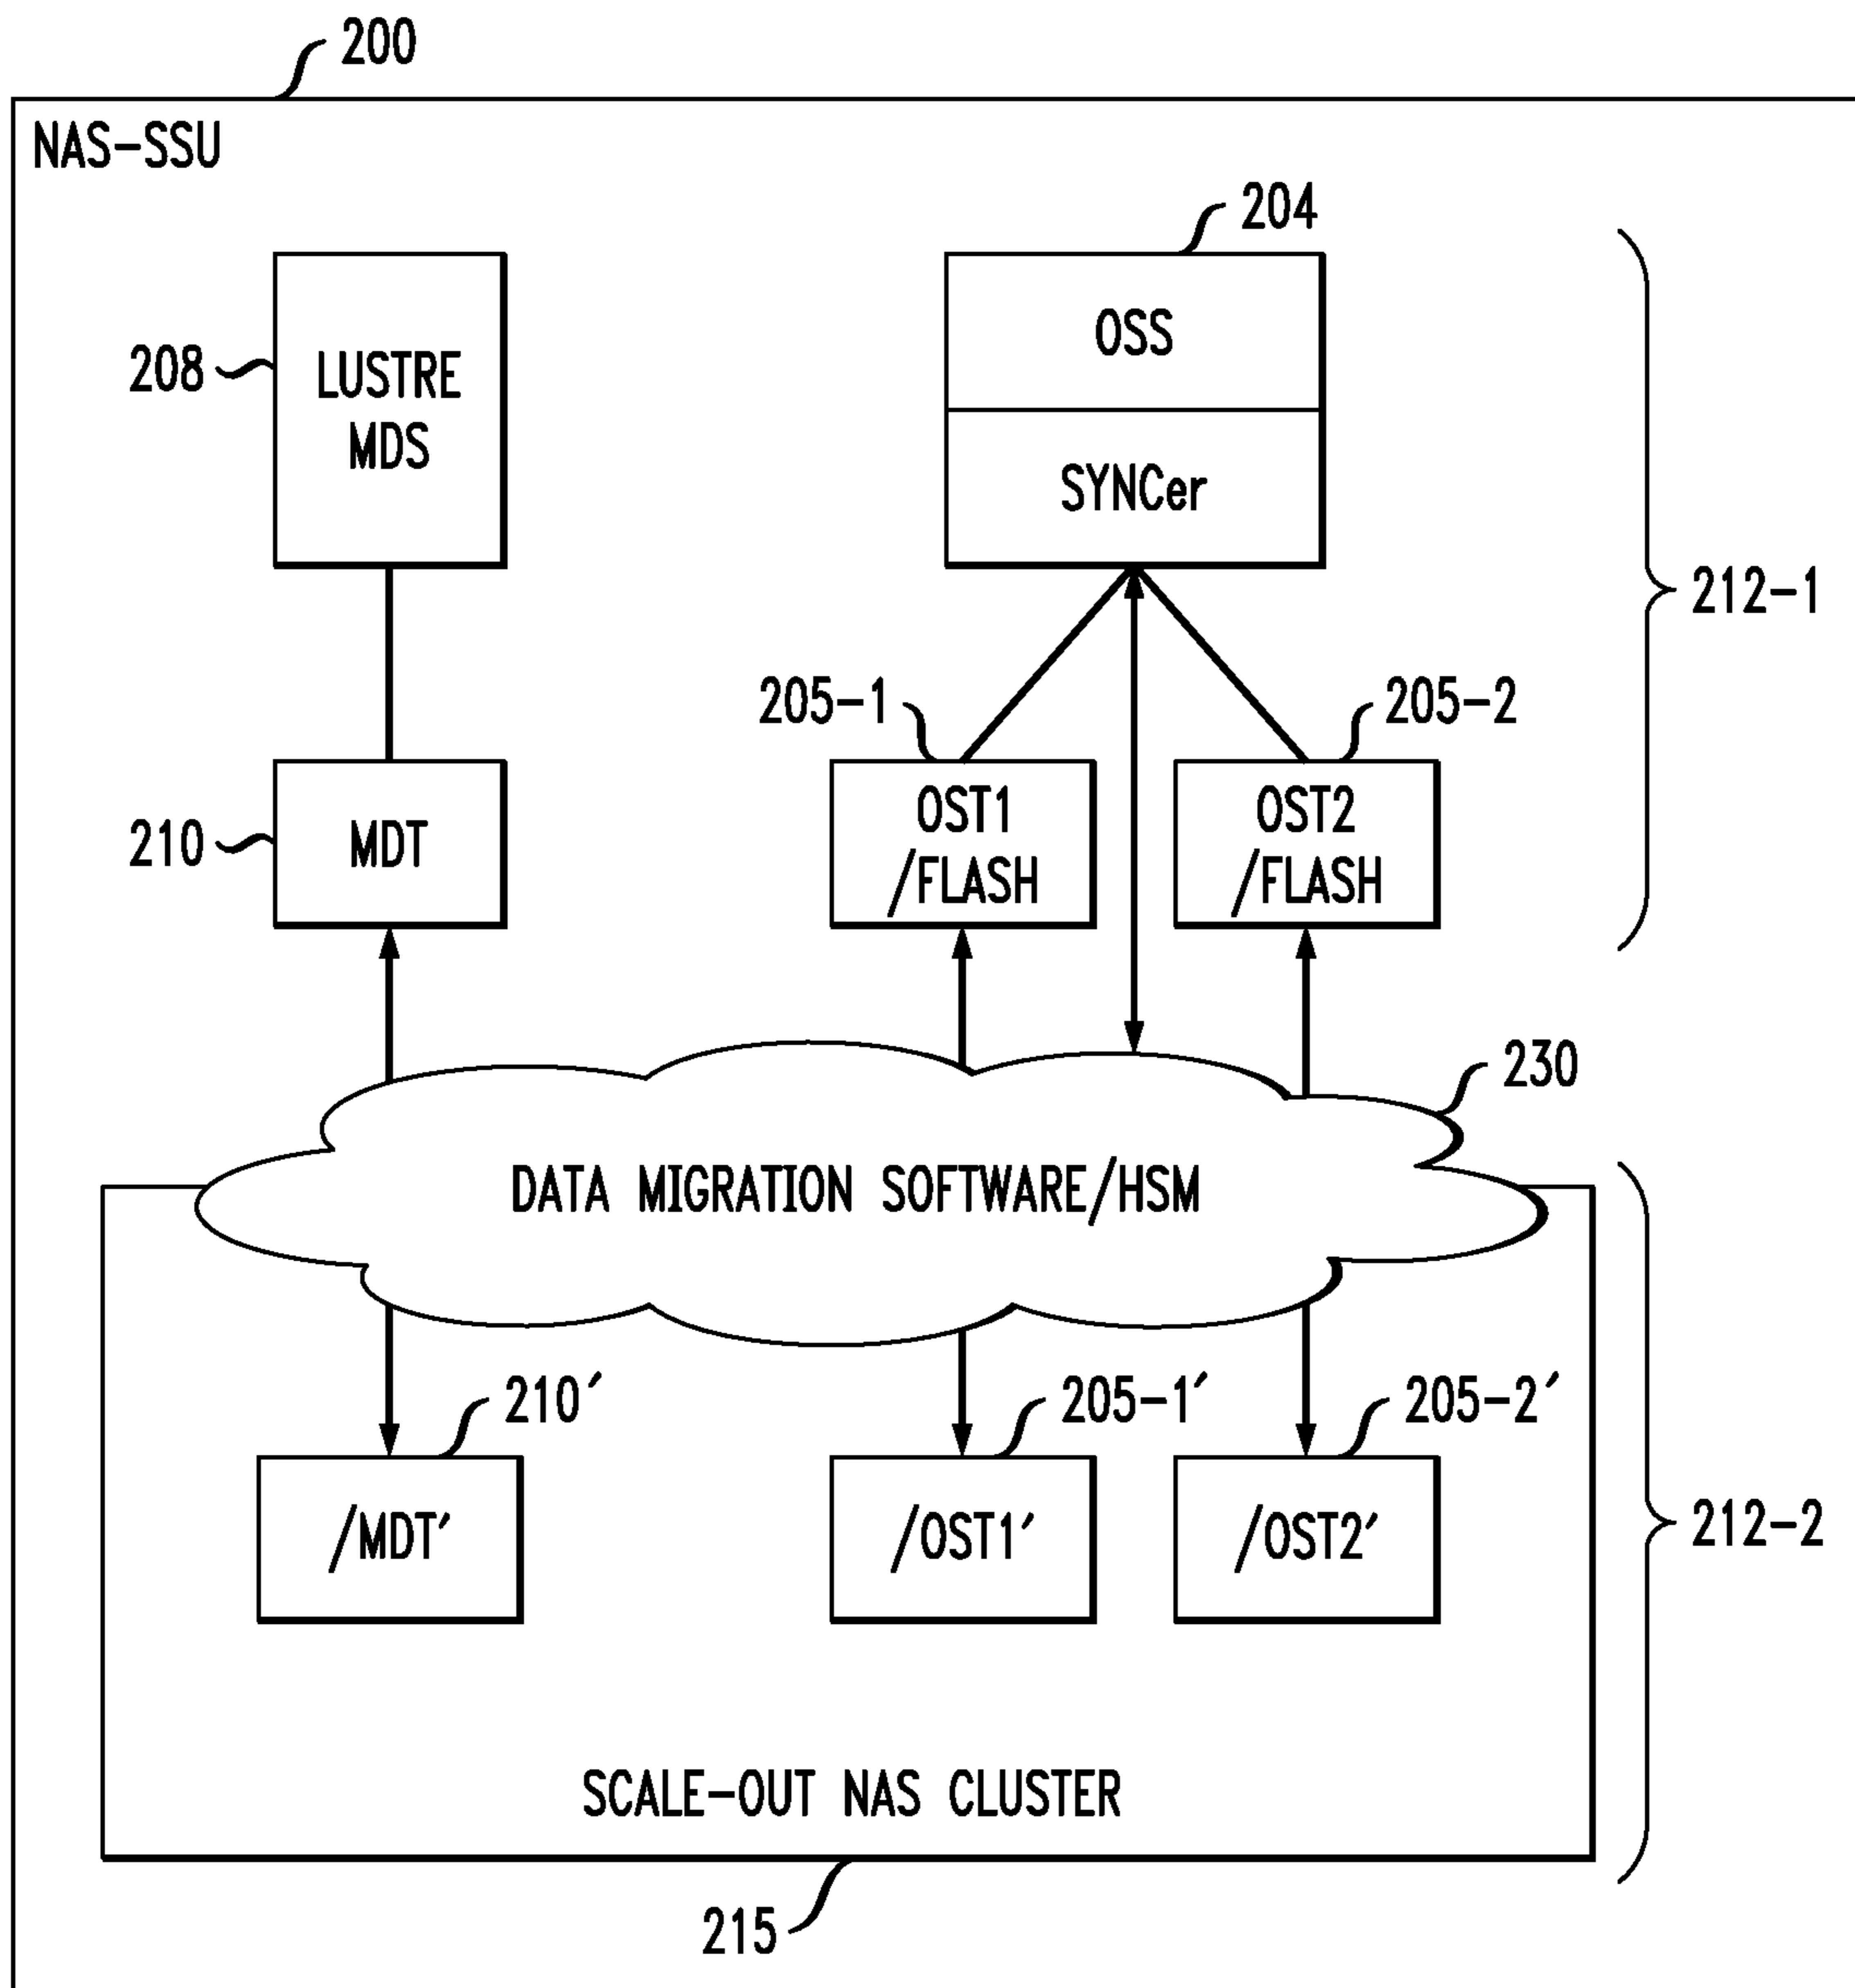 200
NAS-SSU
204
OSS
208
LUSTRE
MDS
SYNCer
212-1
205-1
205-2
210
MDT
OST1
/FLASH
OST2
/FLASH
230
DATA MIGRATION SOFTWARE/HSM
210′
205-1′
205-2′
/MDT′
/OST1′
/OST2′
212-2
SCALE-OUT NAS CLUSTER
215